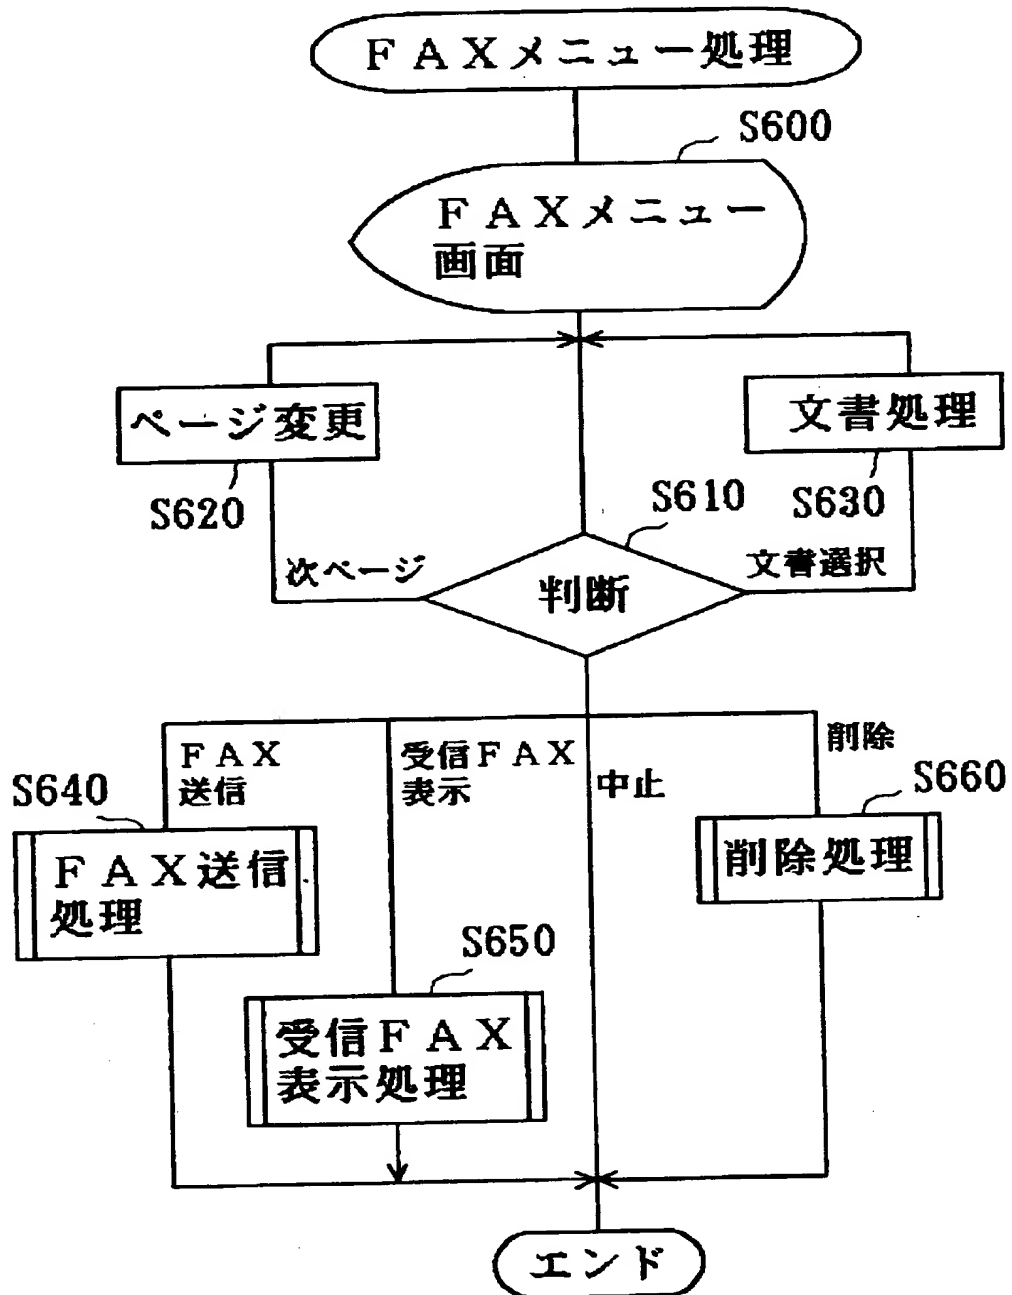 ＦＡＸメニュー処理
S600
ＦＡＸメニュー
画面
ページ変更
S620
文書処理
S630
S610
次ページ
文書選択
判断
ＦＡＸ
送信
受信ＦＡＸ
表示
中止
削除
S640
ＦＡＸ送信
処理
S660
削除処理
S650
受信ＦＡＸ
表示処理
エンド